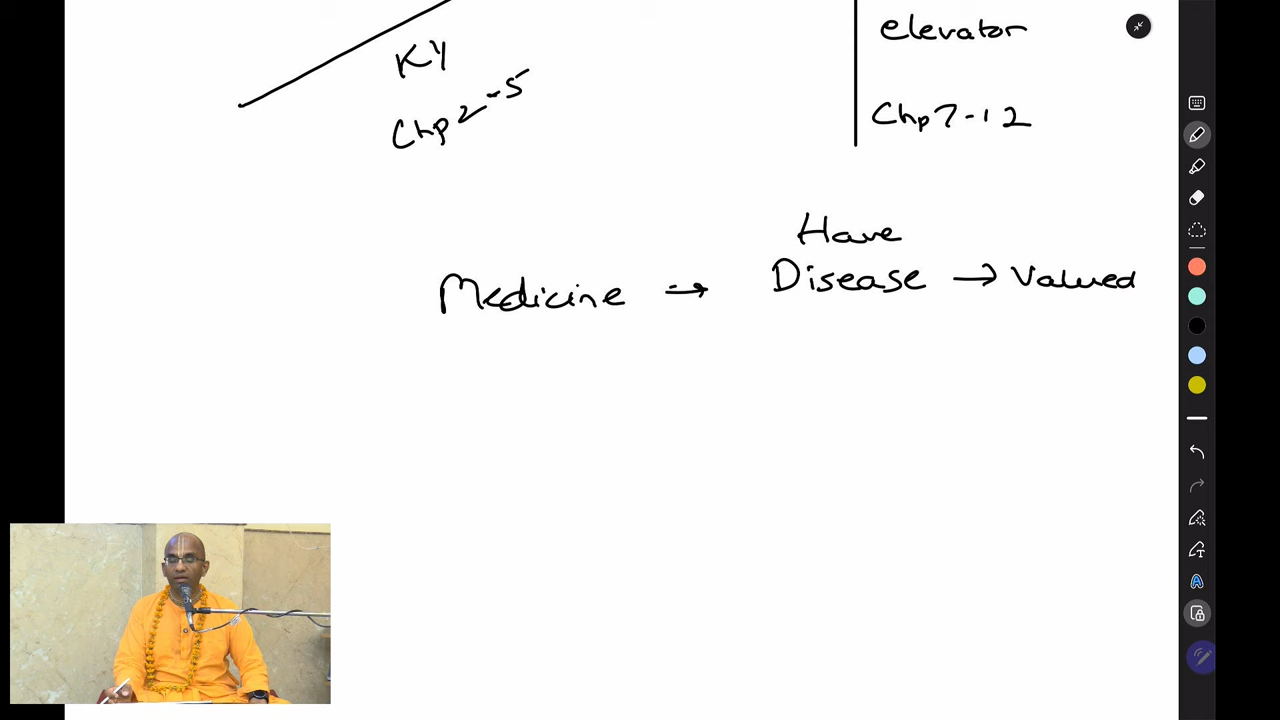 elevator
KY
Chp 2-5
Chp 7-12
Have
Medicine → Disease → Valued